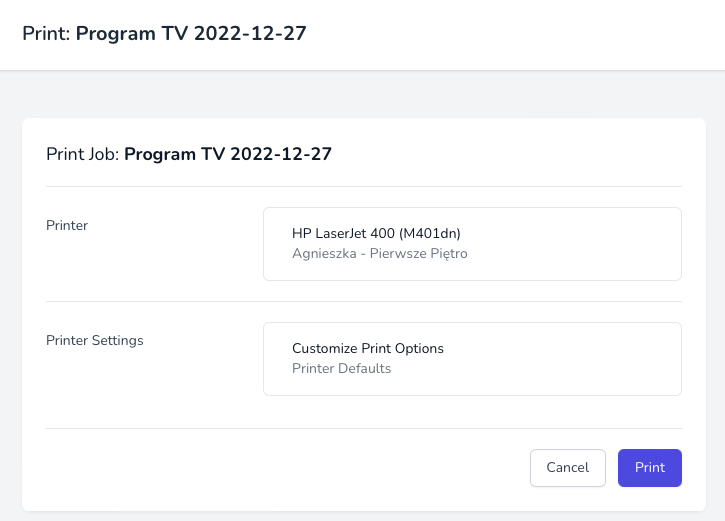 Print: Program TV 2022-12-27
Print Job: Program TV 2022-12-27
Printer
HP LaserJet 400 (M401dn)
Agnieszka - Pierwsze Piętro
Printer Settings
Customize Print Options
Printer Defaults
Cancel
Print